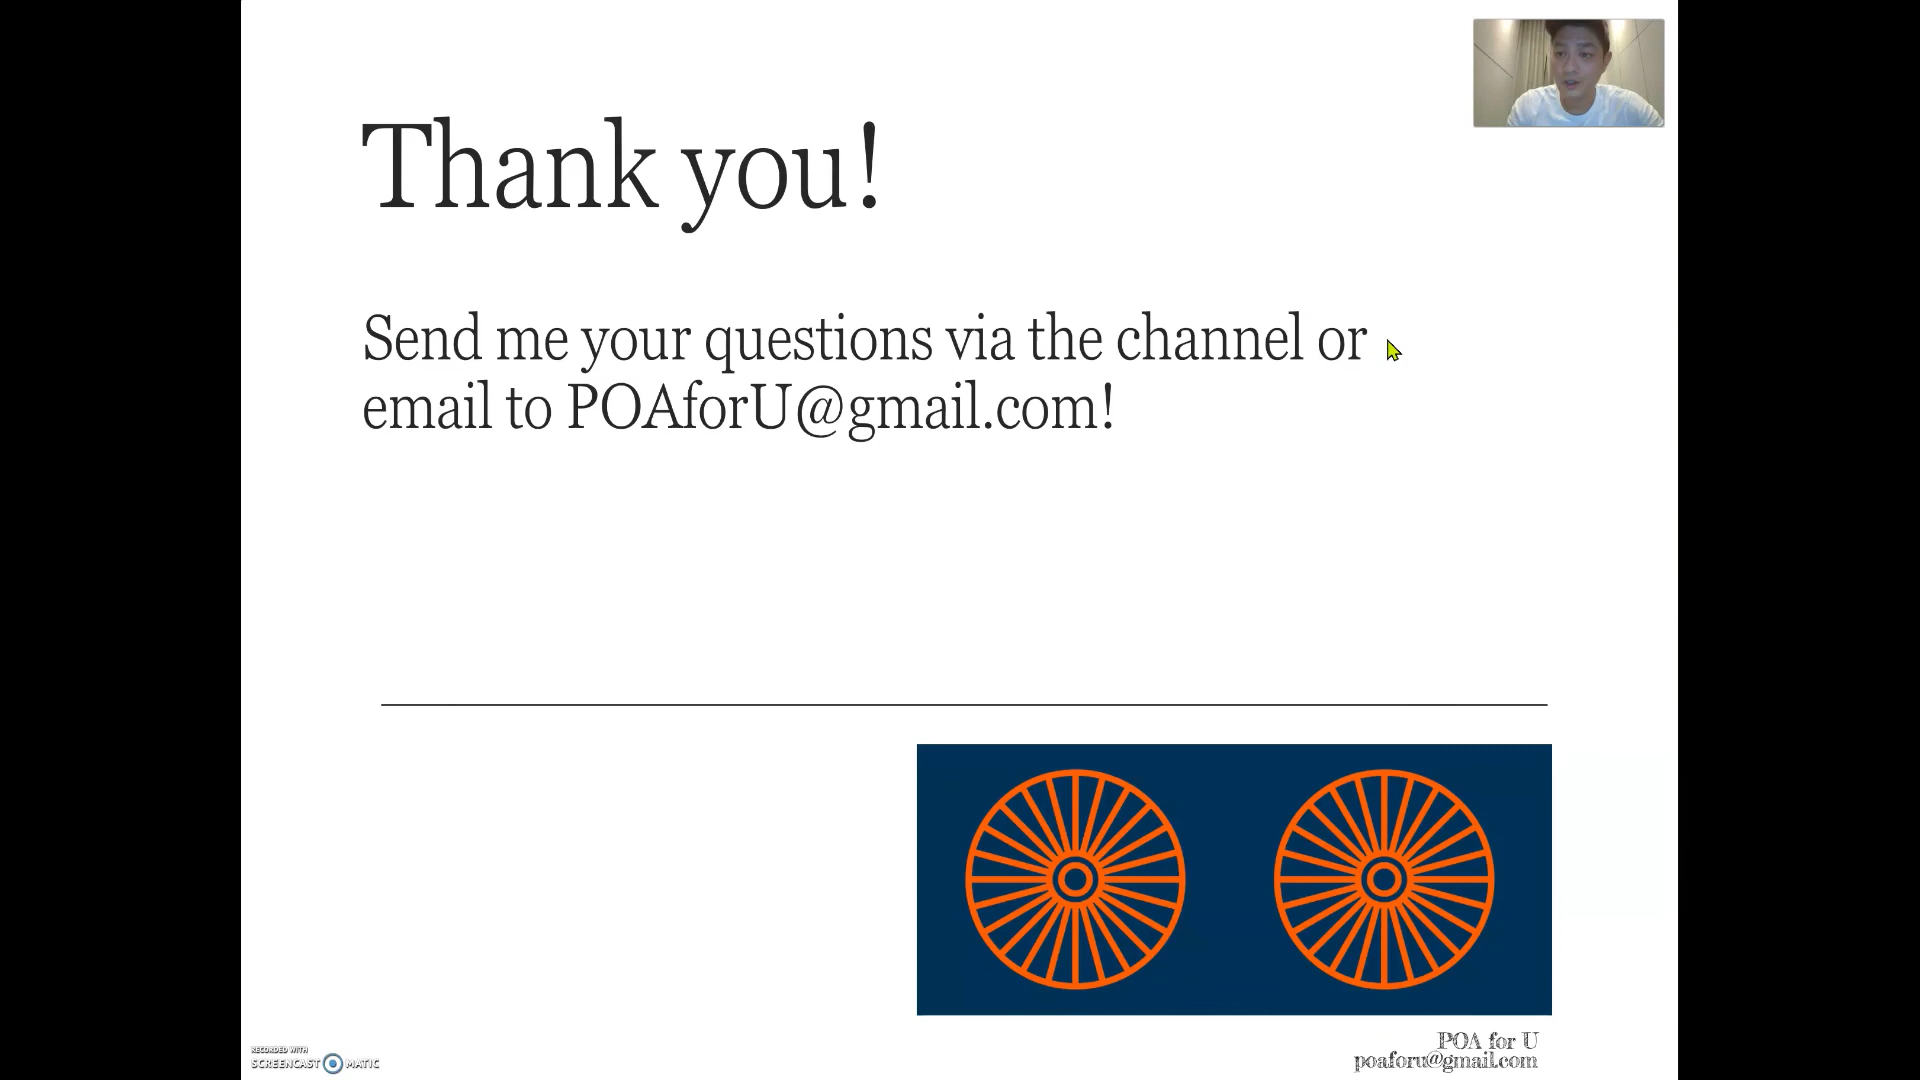 Thank you!
Send me your questions via the channel or
email to POAforU@gmail.com!
RECORDED WITH
SCREENCAST MATIC
POA for U
poaforu@gmail.com